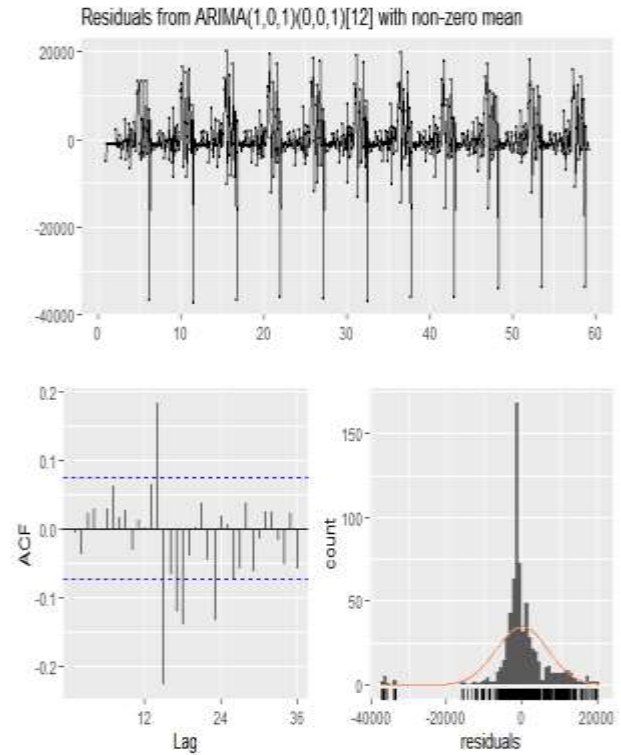 Residuals from ARIMA(1,0,1)(0,0,1)[12] with non-zero mean
20000
0
-20000
-40000
0 10 20 30 40 50 60
0.2
0.1
0.0
-0.1
-0.2
ACF
12 24 36
Lag
150
100
50
0
count
-40000 -20000 0 20000
residuals